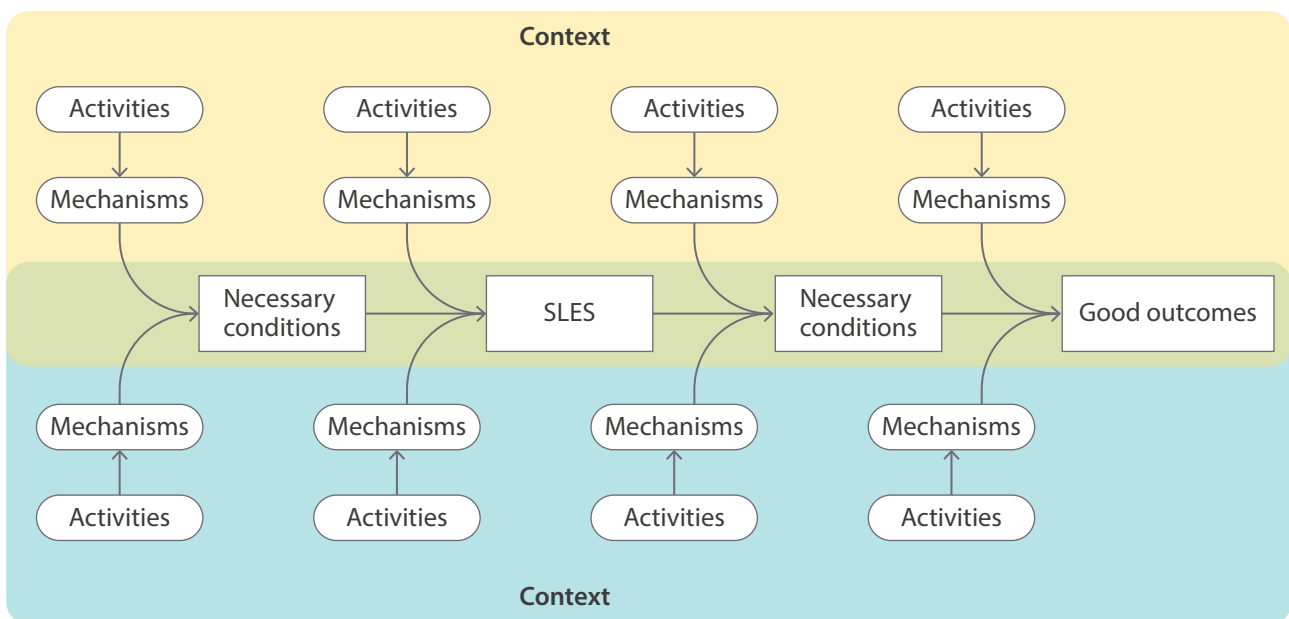 Context
Activities
Activities
Activities
Activities
Mechanisms
Mechanisms
Mechanisms
Mechanisms
Necessary
conditions
SLES
Necessary
conditions
Good outcomes
Mechanisms
Mechanisms
Mechanisms
Mechanisms
Activities
Activities
Activities
Activities
Context